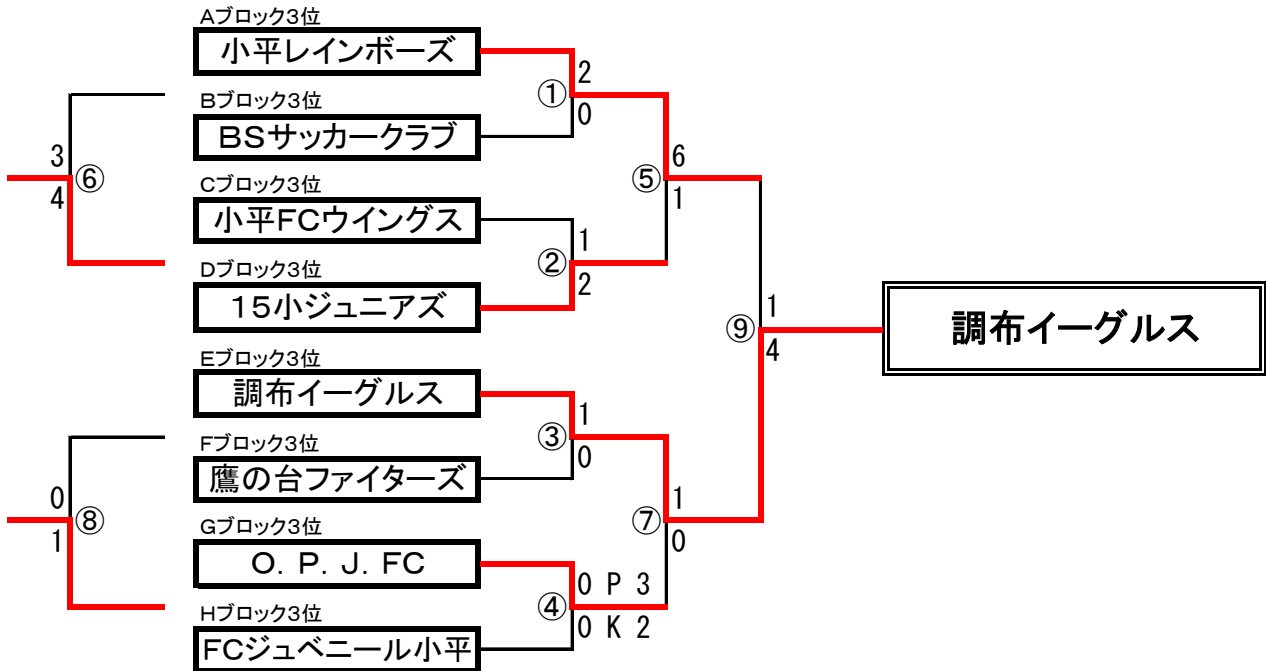 Aブロック3位
小平レインボーズ
2
①
0
Bブロック3位
BSサッカークラブ
3
⑥
4
6
⑤
1
Cブロック3位
小平FCウイングス
1
②
2
Dブロック3位
15小ジュニアズ
1
⑨
4
調布イーグルス
Eブロック3位
調布イーグルス
1
③
0
Fブロック3位
鷹の台ファイターズ
0
⑧
1
1
⑦
0
Gブロック3位
O. P. J. FC
0 P 3
④
0 K 2
Hブロック3位
FCジュベニール小平